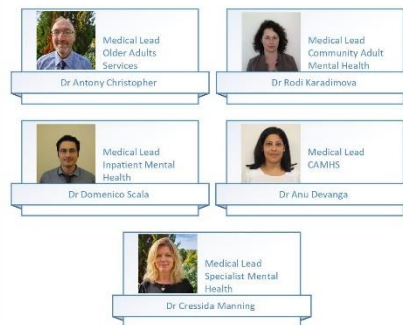 Medical Lead
Older Adults
Services
Dr Antony Christopher
Medical Lead
Community Adult
Mental Health
Dr Rodi Karadimova
Medical Lead
Inpatient Mental
Health
Dr Domenico Scala
Medical Lead
CAMHS
Dr Anu Devanga
Medical Lead
Specialist Mental
Health
Dr Cressida Manning